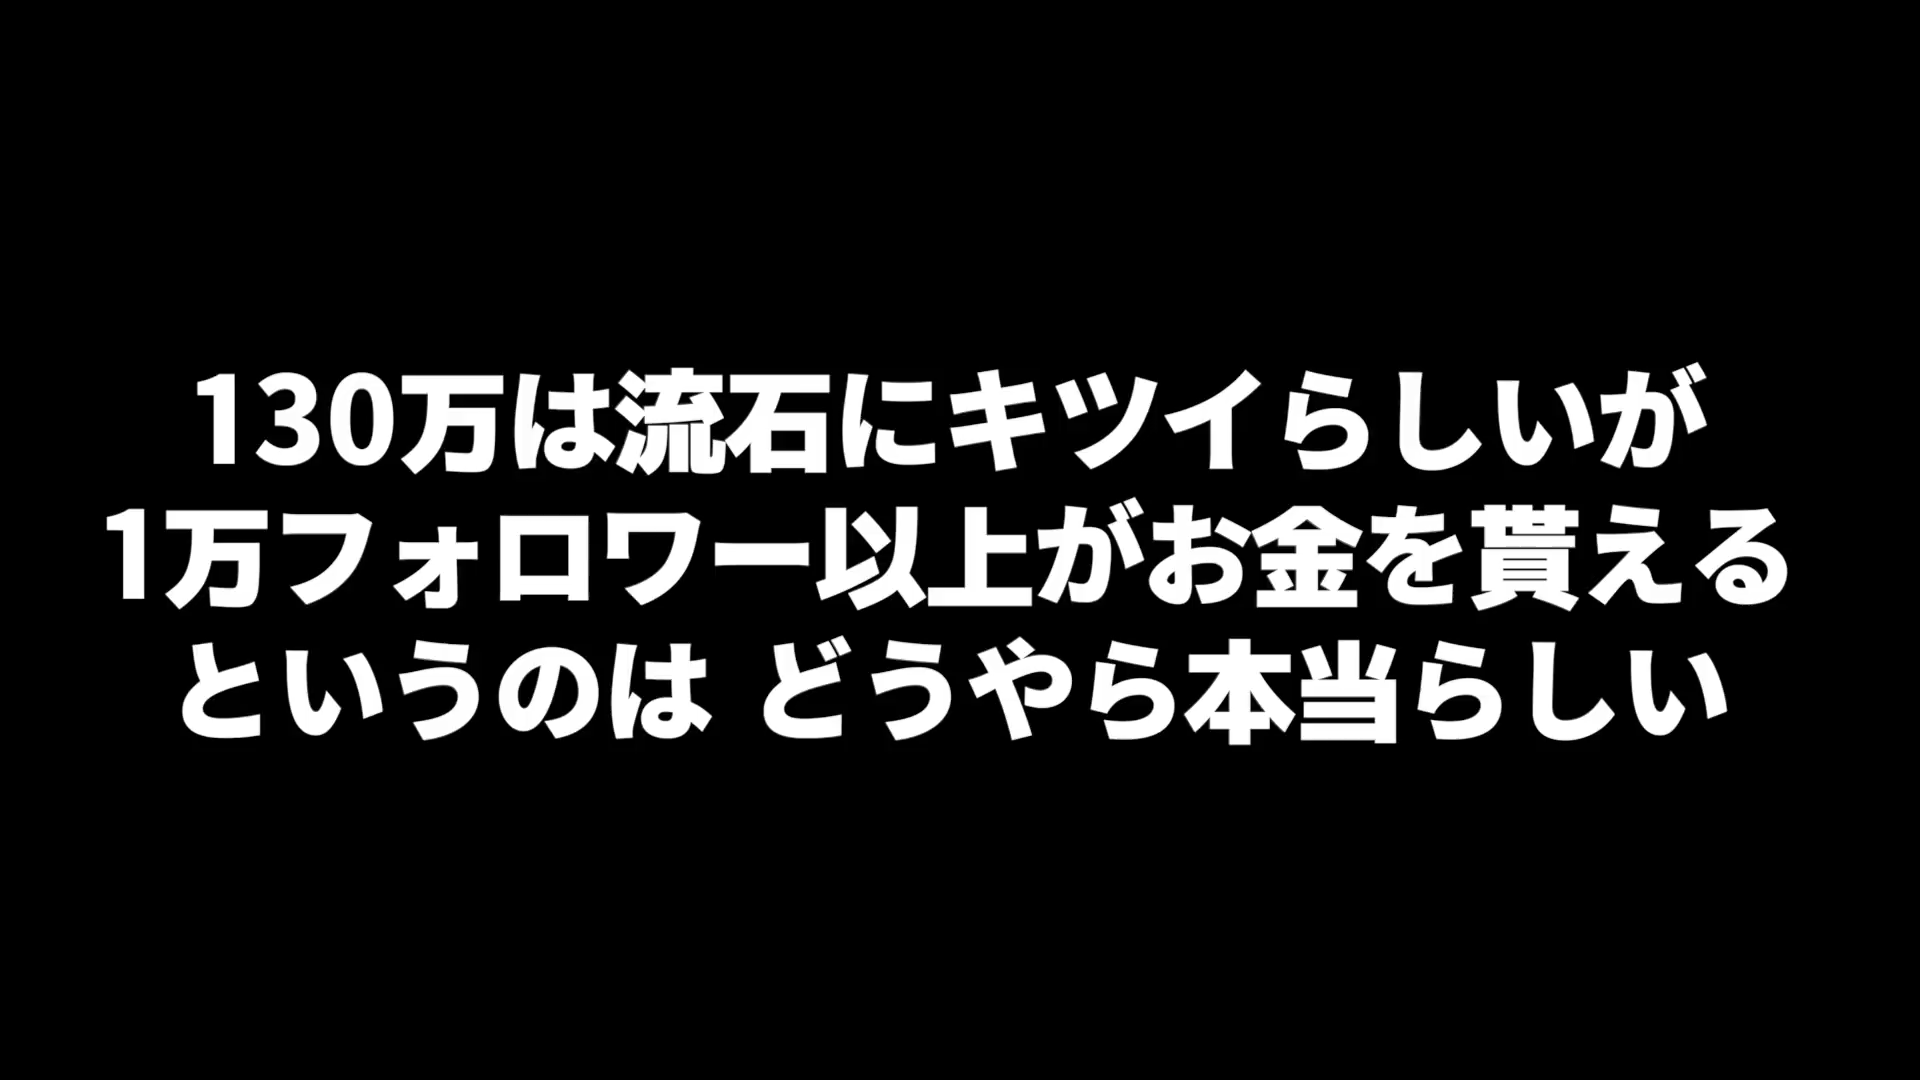 130万は流石にキツイらしいが
1万フォロワー以上がお金を貰える
というのは どうやら本当らしい